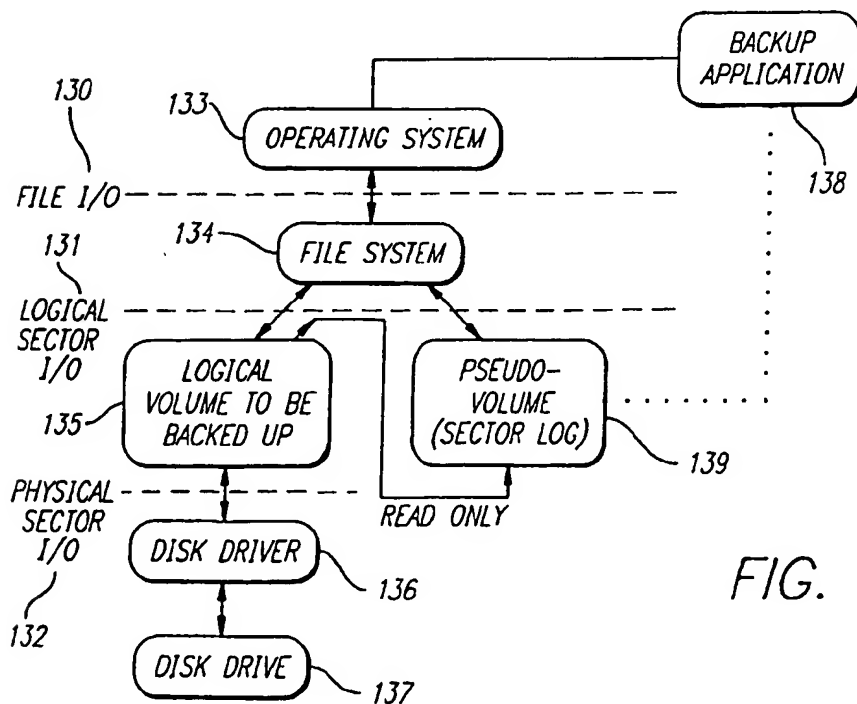 BACKUP
APPLICATION
138
130
133
OPERATING SYSTEM
FILE I/O
134
FILE SYSTEM
131
LOGICAL
SECTOR
I/O
135
LOGICAL
VOLUME TO BE
BACKED UP
PSEUDO-
VOLUME
(SECTOR LOG)
139
PHYSICAL
SECTOR
I/O
132
READ ONLY
DISK DRIVER
136
DISK DRIVE
137
FIG.